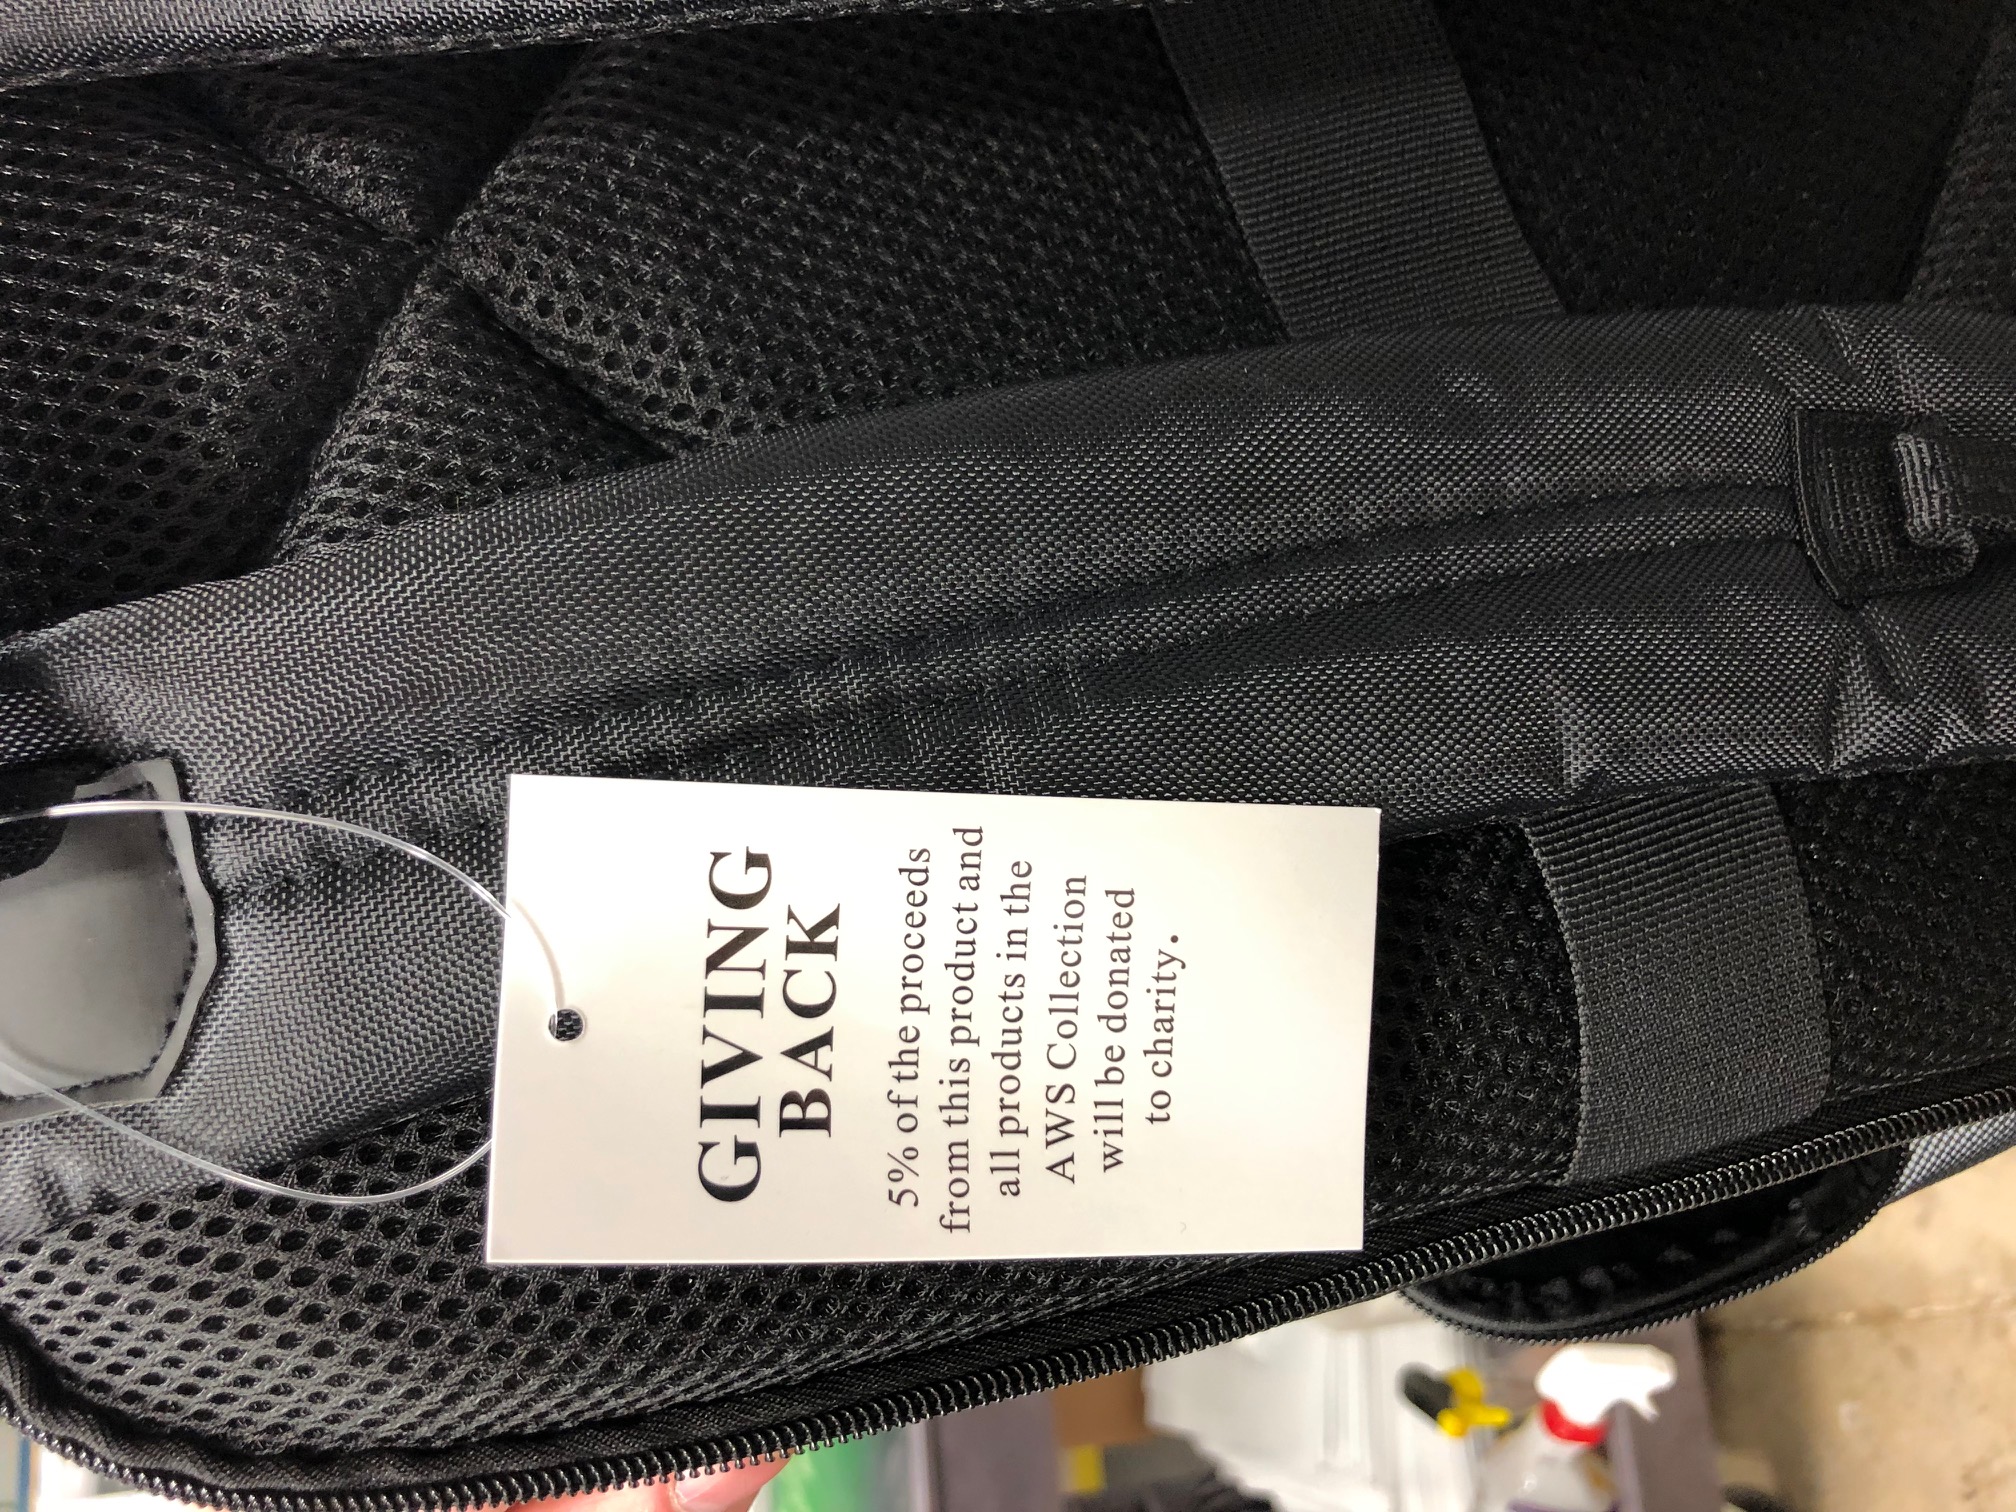 GIVING
BACK
5% of the proceeds
from this product and
all products in the
AWS Collection
will be donated
to charity.